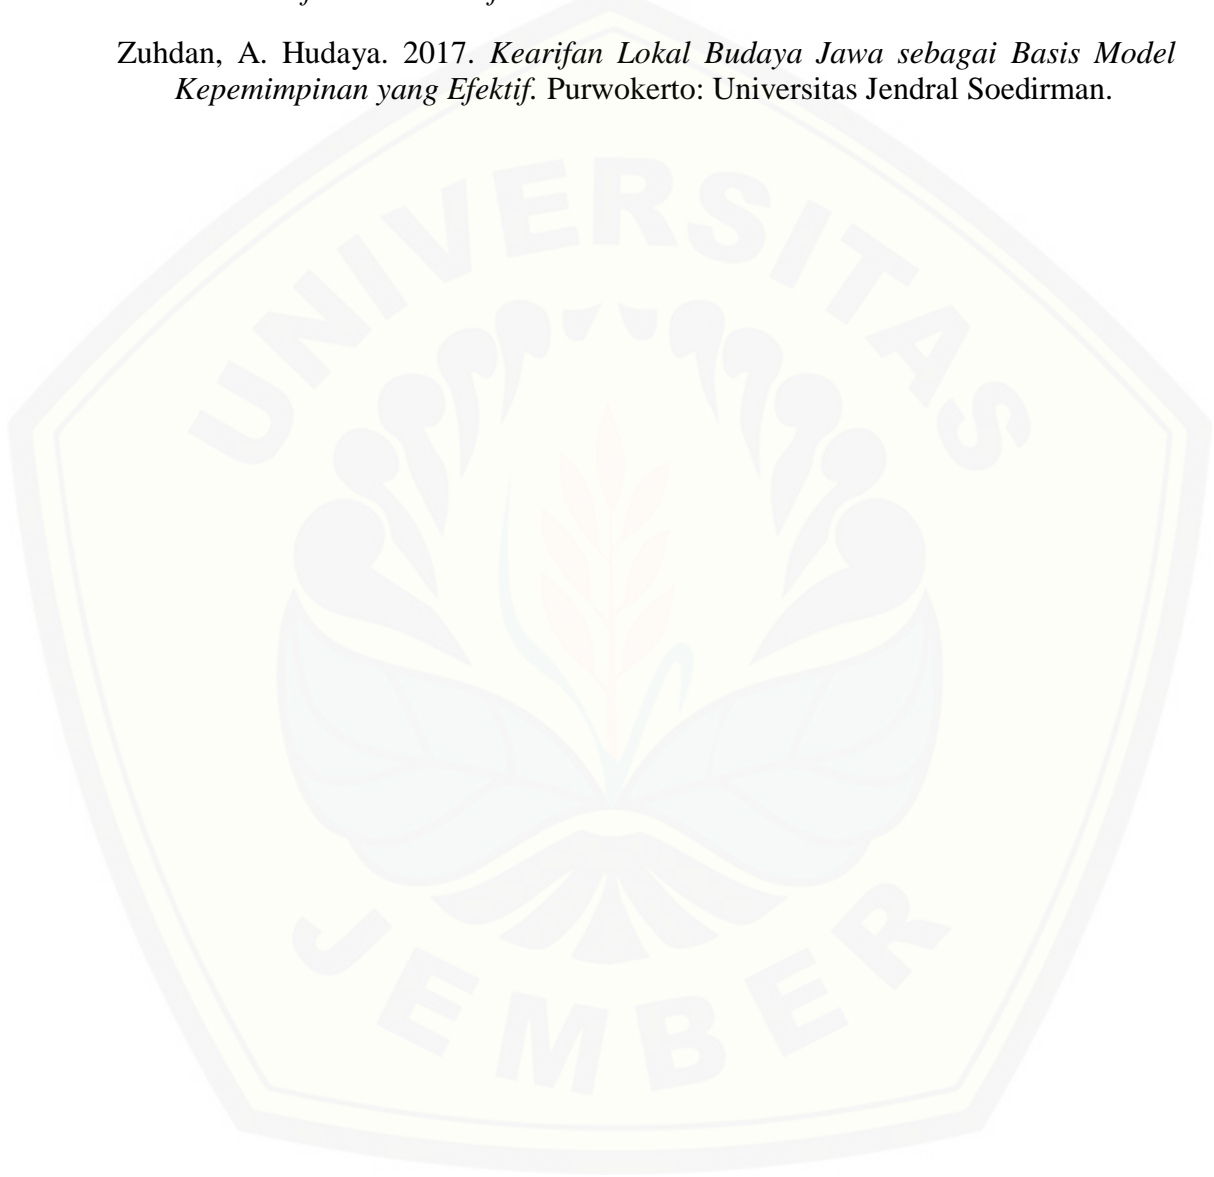 Zuhdan, A. Hudaya. 2017. Kearifan Lokal Budaya Jawa sebagai Basis Model
Kepemimpinan yang Efektif. Purwokerto: Universitas Jendral Soedirman.
UNIVERSITAS
JEMBER